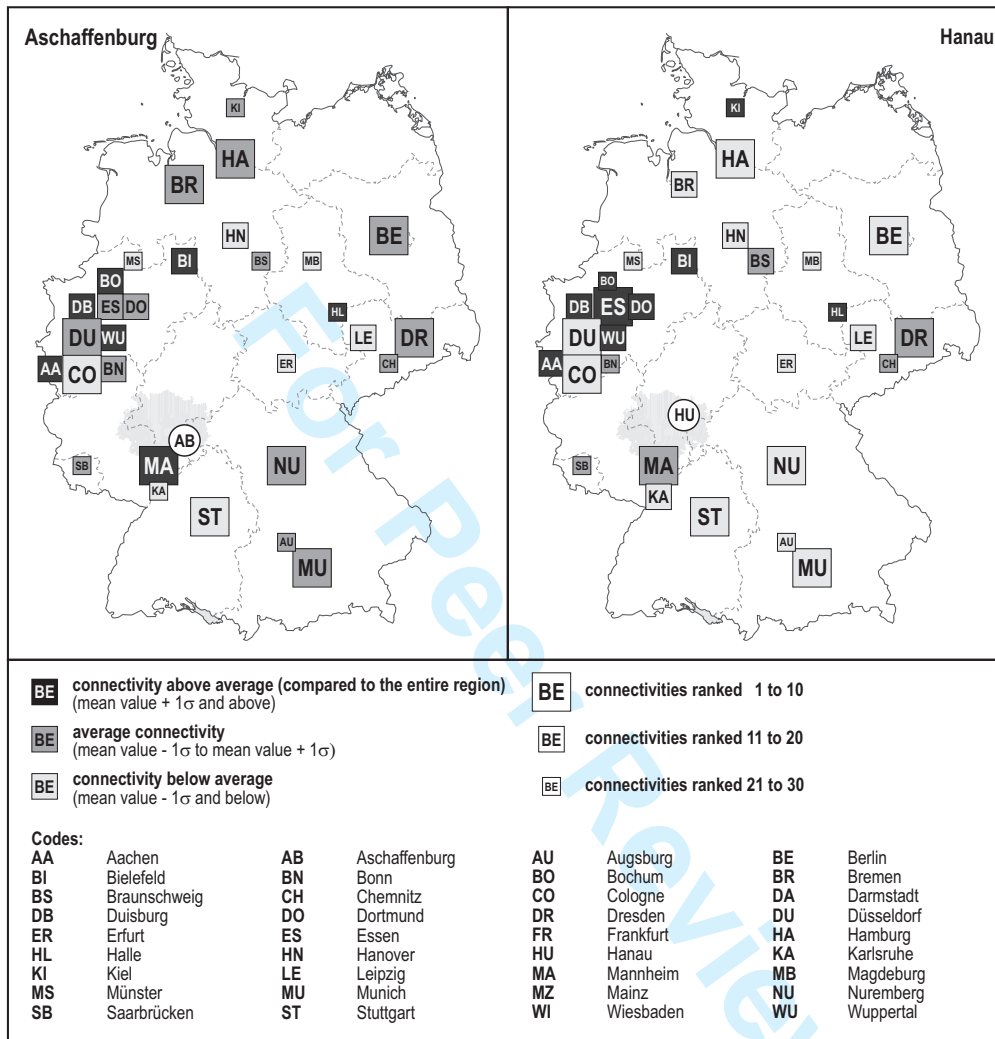 Aschaffenburg
Hanau
KI
HA
BR
BE
HN
MS
BI
BS
MB
BO
DB
ES
DO
HL
DU
WU
LE
DR
AA
CO
BN
ER
CH
AB
SB
MA
NU
KA
ST
AU
MU
KI
HA
BR
BE
HN
MS
BI
BS
MB
BO
DB
ES
DO
HL
DU
WU
LE
DR
AA
CO
BN
ER
CH
HU
SB
MA
NU
KA
ST
AU
MU
For Peer Review
BE connectivity above average (compared to the entire region)
(mean value + 1σ and above)
BE average connectivity
(mean value - 1σ to mean value + 1σ)
BE connectivity below average
(mean value - 1σ and below)
BE connectivities ranked 1 to 10
BE connectivities ranked 11 to 20
BE connectivities ranked 21 to 30
Codes:
AA Aachen AB Aschaffenburg AU Augsburg BE Berlin
BI Bielefeld BN Bonn BO Bochum BR Bremen
BS Braunschweig CH Chemnitz CO Cologne DA Darmstadt
DB Duisburg DO Dortmund DR Dresden DU Düsseldorf
ER Erfurt ES Essen FR Frankfurt HA Hamburg
HL Halle HN Hanover HU Hanau KA Karlsruhe
KI Kiel LE Leipzig MA Mannheim MB Magdeburg
MS Münster MU Munich MZ Mainz NU Nuremberg
SB Saarbrücken ST Stuttgart WI Wiesbaden WU Wuppertal